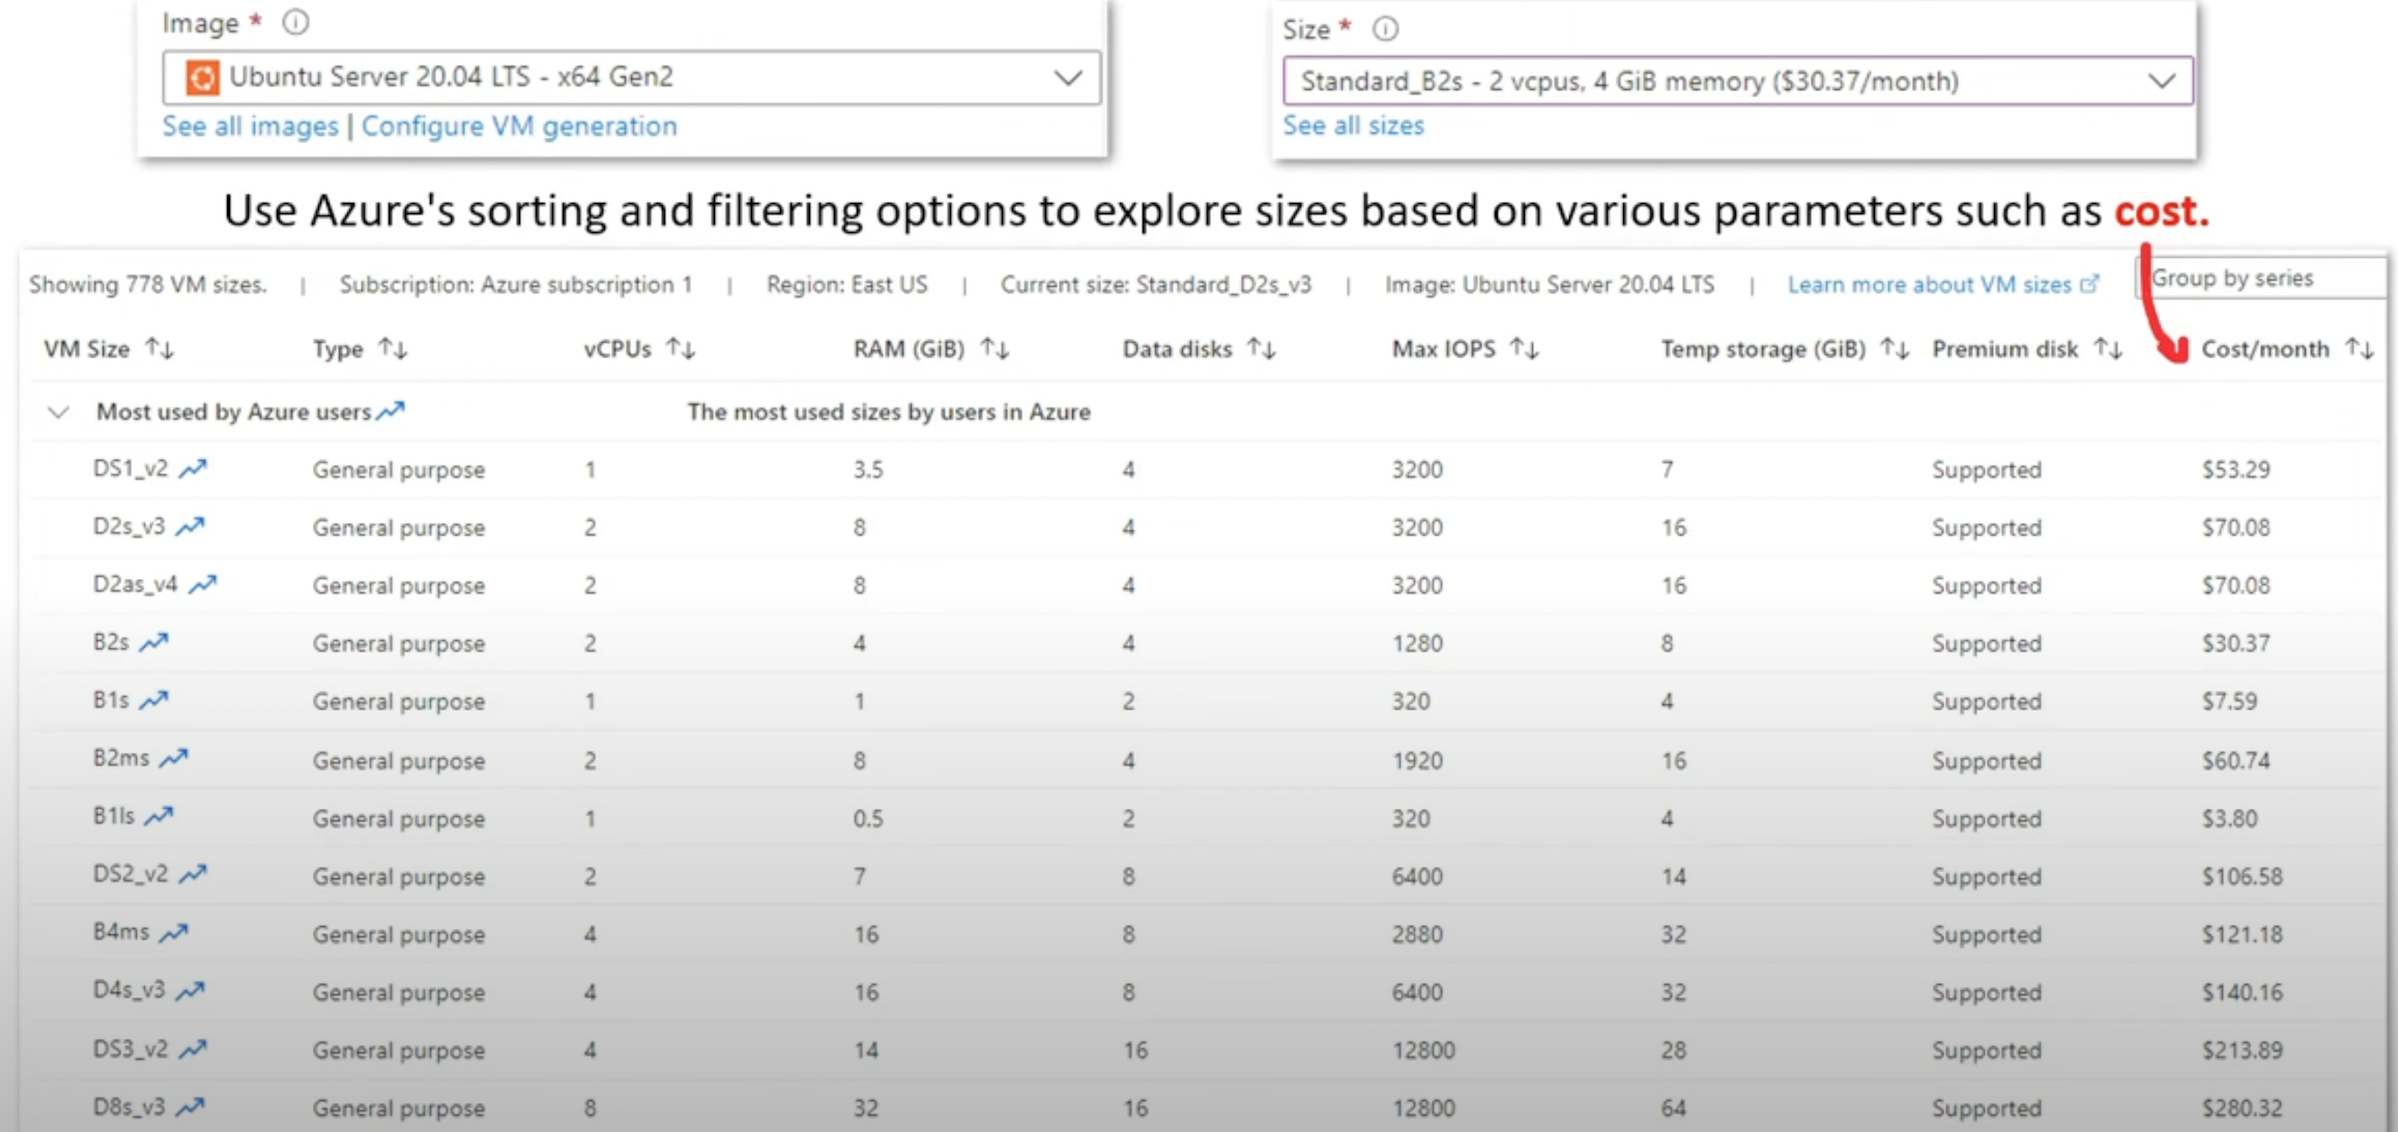 Image * 
Ubuntu Server 20.04 LTS - x64 Gen2
See all images | Configure VM generation
Size *
Standard_B2s - 2 vcpus, 4 GiB memory ($30.37/month)
See all sizes
Use Azure's sorting and filtering options to explore sizes based on various parameters such as cost.
Showing 778 VM sizes. | Subscription: Azure subscription 1 | Region: East US | Current size: Standard_D2s_v3 | Image: Ubuntu Server 20.04 LTS | Learn more about VM sizes Group by series
VM Size Type vCPUs RAM (GiB) Data disks Max IOPS Temp storage (GiB) Premium disk Cost/month
Most used by Azure users The most used sizes by users in Azure
DS1_v2 General purpose 1 3.5 4 3200 7 Supported $53.29
D2s_v3 General purpose 2 8 4 3200 16 Supported $70.08
D2as_v4 General purpose 2 8 4 3200 16 Supported $70.08
B2s General purpose 2 4 4 1280 8 Supported $30.37
B1s General purpose 1 1 2 320 4 Supported $7.59
B2ms General purpose 2 8 4 1920 16 Supported $60.74
B1ls General purpose 1 0.5 2 320 4 Supported $3.80
DS2_v2 General purpose 2 7 8 6400 14 Supported $106.58
B4ms General purpose 4 16 8 2880 32 Supported $121.18
D4s_v3 General purpose 4 16 8 6400 32 Supported $140.16
DS3_v2 General purpose 4 14 16 12800 28 Supported $213.89
D8s_v3 General purpose 8 32 16 12800 64 Supported $280.32